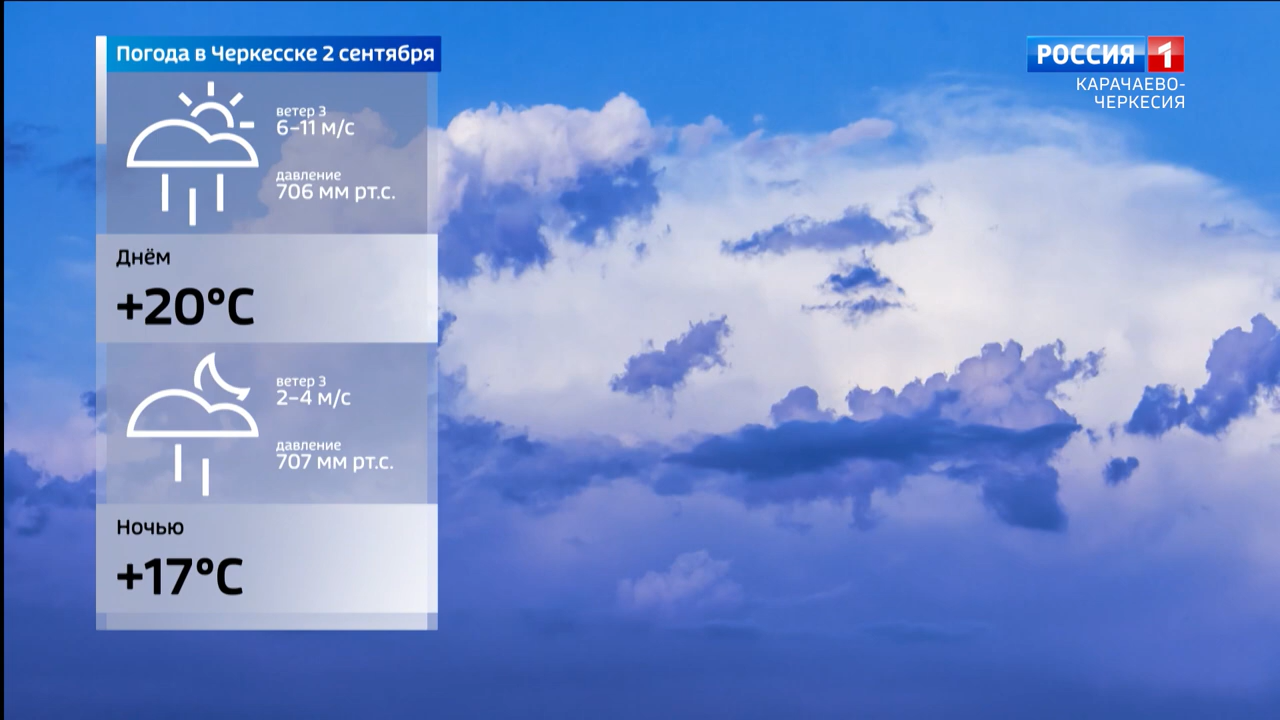 Погода в Черкесске 2 сентября
РОССИЯ 1
КАРАЧАЕВО-
ЧЕРКЕСИЯ
ветер З
6–11 м/с
давление
706 мм рт.с.
Днём
+20°C
ветер З
2–4 м/с
давление
707 мм рт.с.
Ночью
+17°C